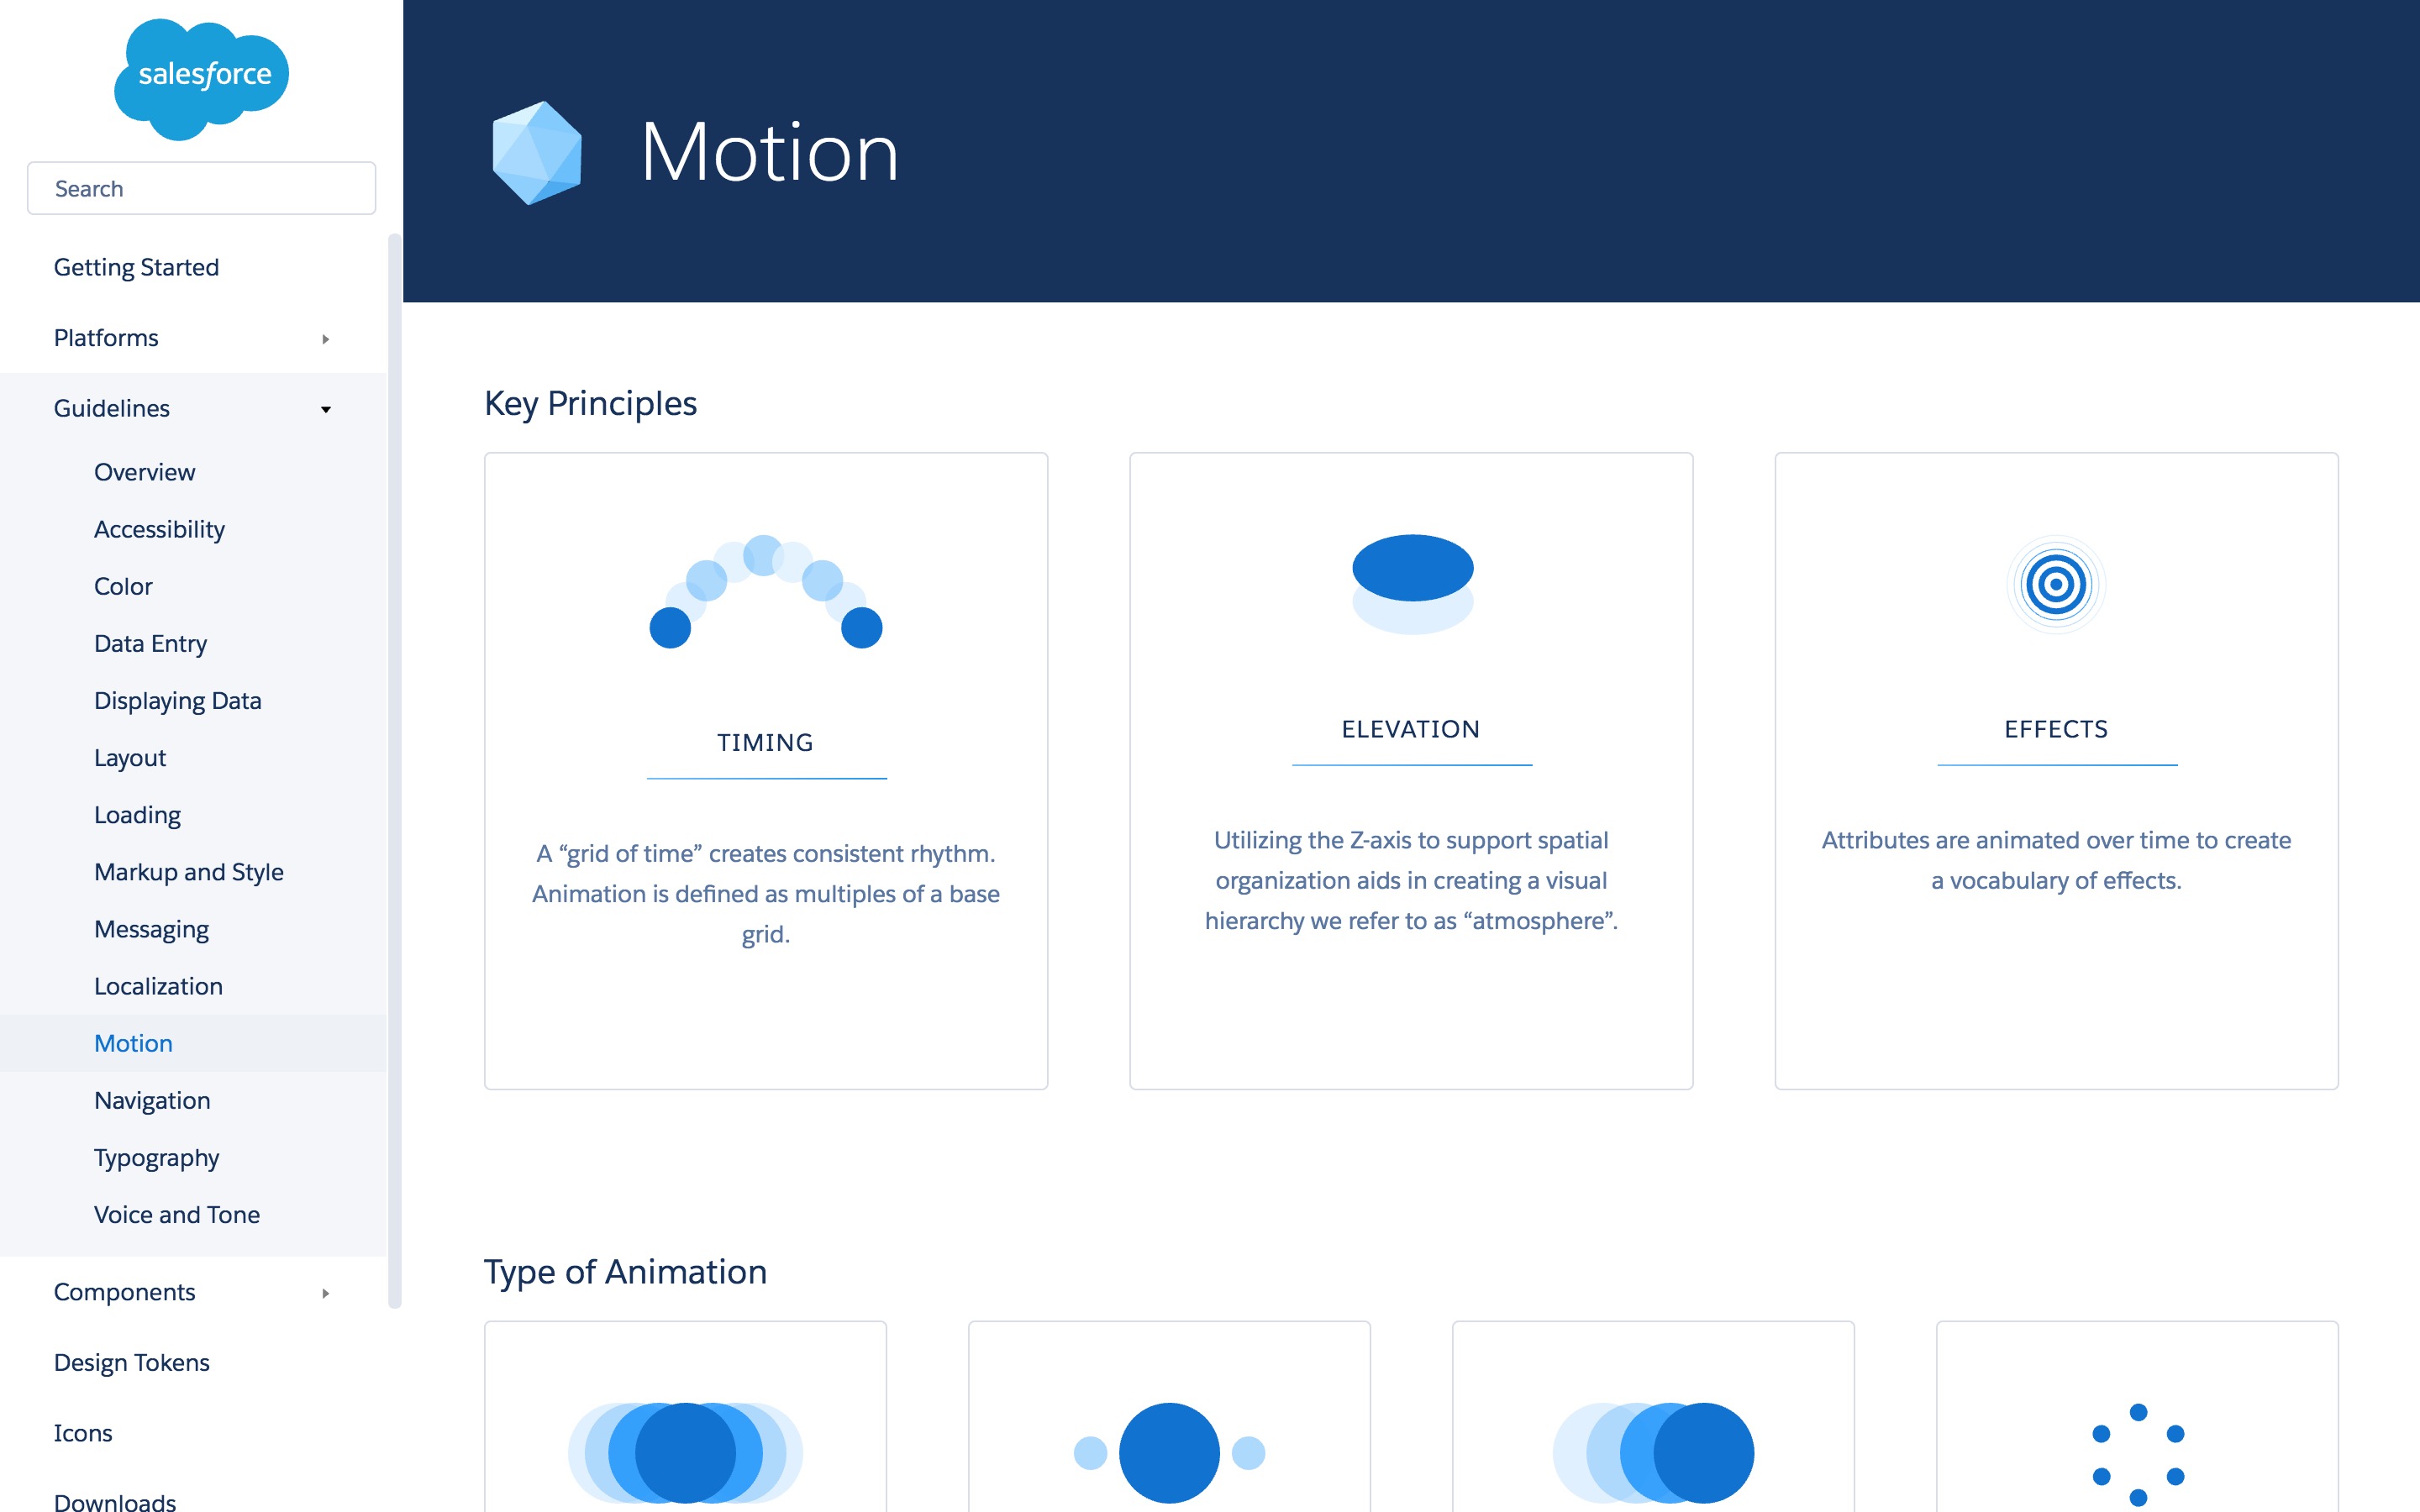 salesforce
Search
Getting Started
Platforms
Guidelines
Overview
Accessibility
Color
Data Entry
Displaying Data
Layout
Loading
Markup and Style
Messaging
Localization
Motion
Navigation
Typography
Voice and Tone
Components
Design Tokens
Icons
Downloads
Motion
Key Principles
TIMING
A “grid of time” creates consistent rhythm.
Animation is defined as multiples of a base
grid.
ELEVATION
Utilizing the Z-axis to support spatial
organization aids in creating a visual
hierarchy we refer to as “atmosphere”.
EFFECTS
Attributes are animated over time to create
a vocabulary of effects.
Type of Animation